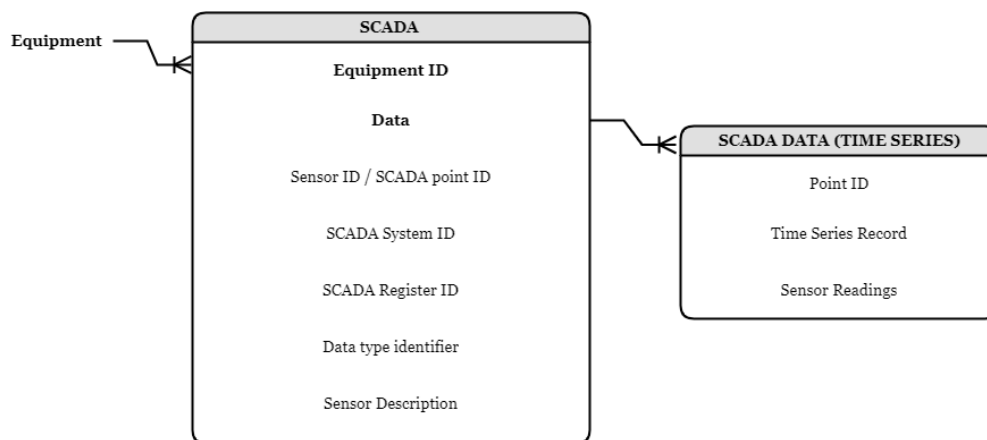 SCADA
Equipment
Equipment ID
Data
Sensor ID / SCADA point ID
SCADA System ID
SCADA Register ID
Data type identifier
Sensor Description
SCADA DATA (TIME SERIES)
Point ID
Time Series Record
Sensor Readings